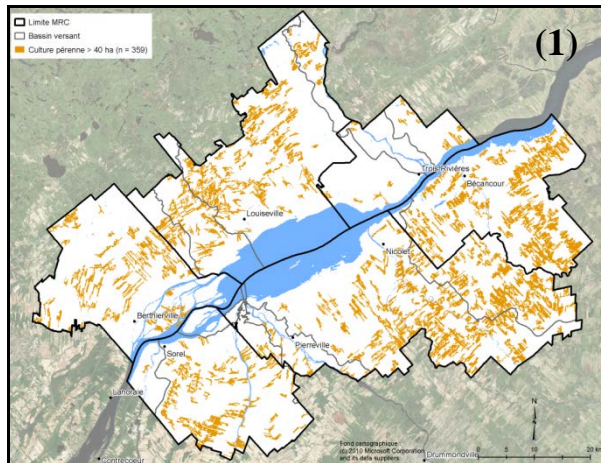 Limite MRC
Bassin versant
Culture pérenne > 40 ha (n = 359)
(1)
Trois-Rivières
Bécancour
Louiseville
Nicolet
Berthierville
Sorel
Pierreville
Lanoraie
Contrecoeur
Drummondville
Fond cartographique
(c) 2010 Microsoft Corporation
and its data suppliers
N
0
10
20 km